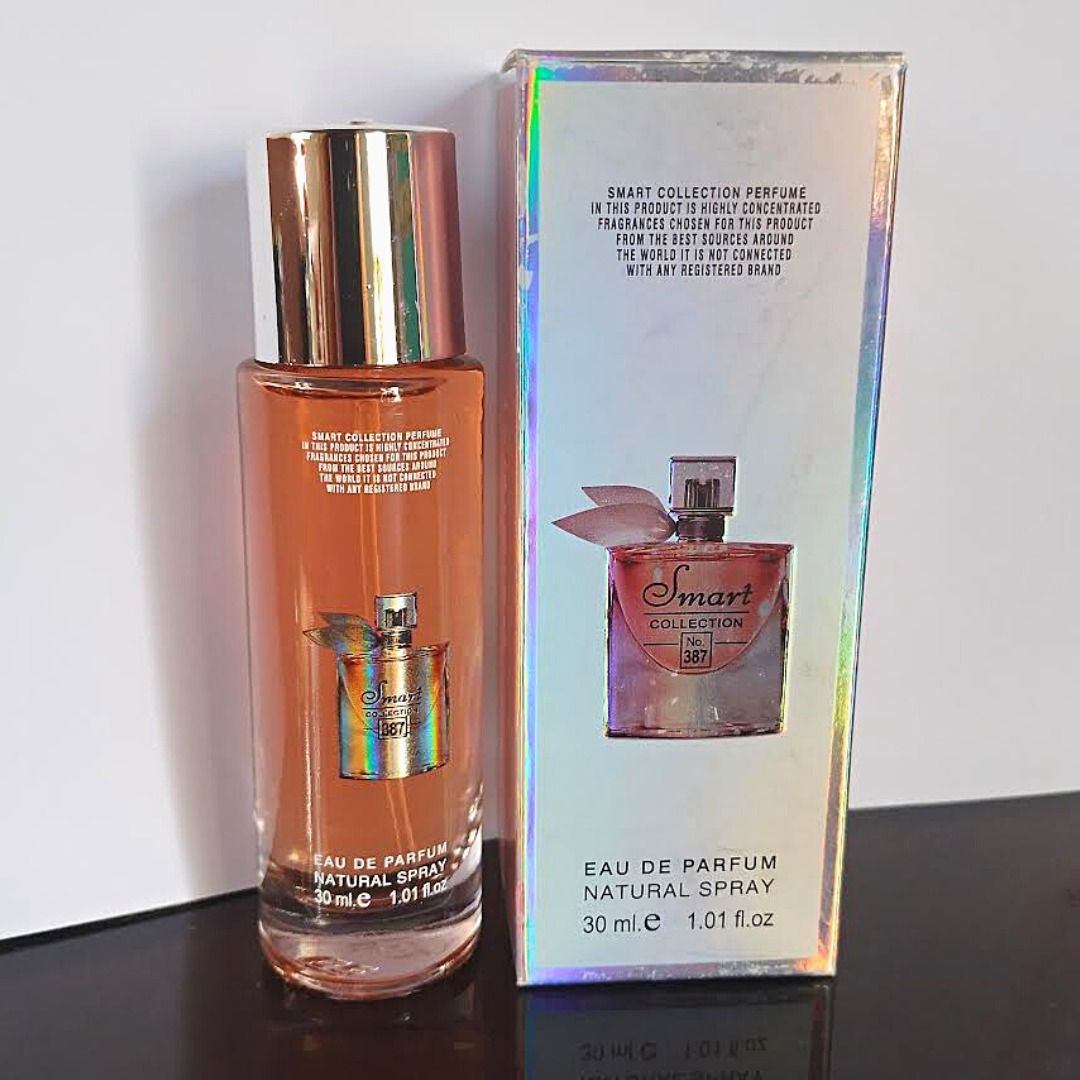 SMART COLLECTION PERFUME
IN THIS PRODUCT IS HIGHLY CONCENTRATED
FRAGRANCES CHOSEN FOR THIS PRODUCT
FROM THE BEST SOURCES AROUND
THE WORLD IT IS NOT CONNECTED
WITH ANY REGISTERED BRAND
Smart
COLLECTION
387
EAU DE PARFUM
NATURAL SPRAY
30 ml.e 1.01 fl.oz
SMART COLLECTION PERFUME
IN THIS PRODUCT IS HIGHLY CONCENTRATED
FRAGRANCES CHOSEN FOR THIS PRODUCT
FROM THE BEST SOURCES AROUND
THE WORLD IT IS NOT CONNECTED
WITH ANY REGISTERED BRAND
Smart
COLLECTION
No.
387
EAU DE PARFUM
NATURAL SPRAY
30 ml.e 1.01 fl.oz